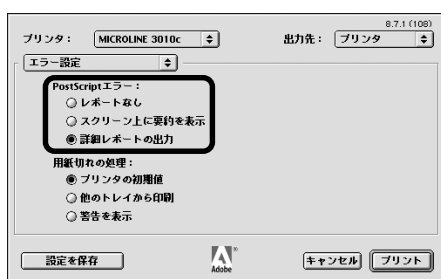 8.7.1 (108)
プリンタ： MICROLINE 3010c 出力先： プリンタ
エラー設定
PostScriptエラー：
レポートなし
スクリーン上に要約を表示
詳細レポートの出力
用紙切れの処理：
プリンタの初期値
他のトレイから印刷
警告を表示
設定を保存 Adobe キャンセル プリント